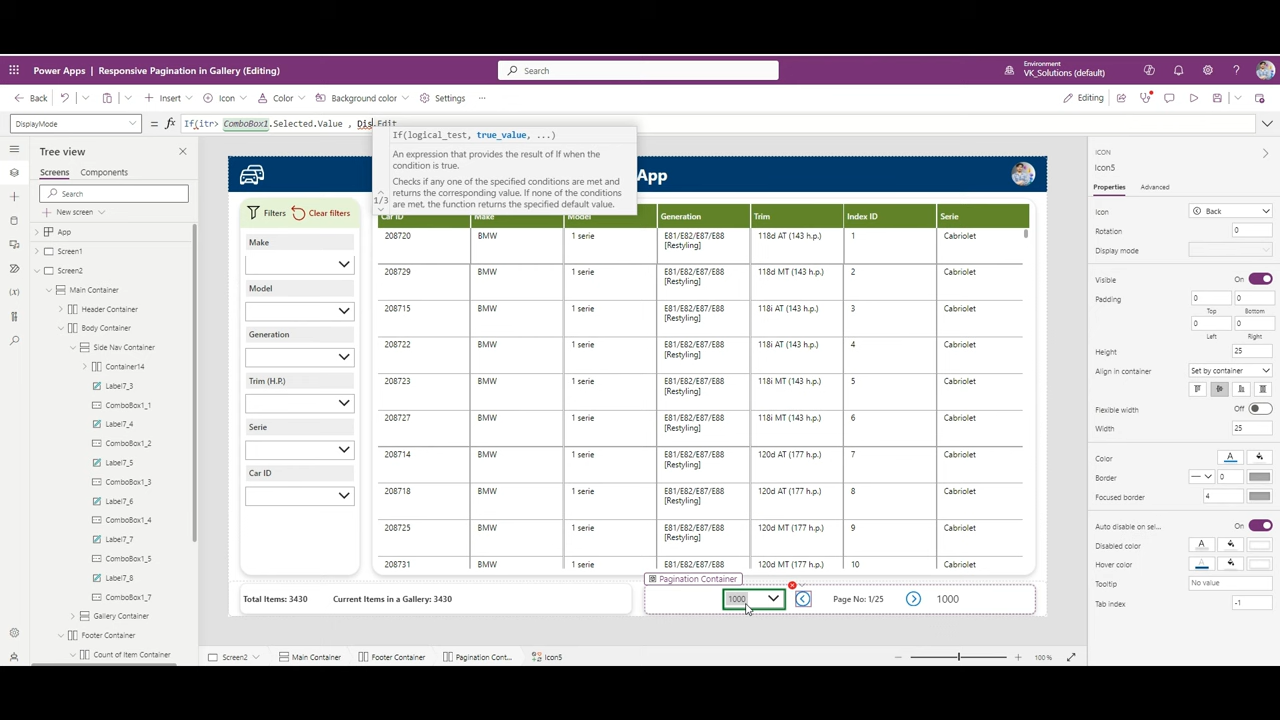 Power Apps | Responsive Pagination in Gallery (Editing)
Search
Environment
VK_Solutions (default)
Back
Insert
Icon
Color
Background color
Settings
Editing
DisplayMode
fx
If(itr> ComboBox1.Selected.Value , Dis.Edit
If(logical_test, true_value, ...)
An expression that provides the result of If when the
condition is true.
Checks if any one of the specified conditions are met and
returns the corresponding value. If none of the conditions
are met, the function returns the specified default value.
1/3
Tree view
Screens
Components
Search
New screen
App
Screen1
Screen2
Main Container
Header Container
Body Container
Side Nav Container
Container14
Label7_3
ComboBox1_1
Label7_4
ComboBox1_2
Label7_5
ComboBox1_3
Label7_6
ComboBox1_4
Label7_7
ComboBox1_5
Label7_8
ComboBox1_7
Gallery Container
Footer Container
Count of Item Container
App
Filters
Clear filters
Make
Model
Generation
Trim (H.P.)
Serie
Car ID
Car ID Make Model Generation Trim Index ID Serie
208720 BMW 1 serie E81/E82/E87/E88 118d AT (143 h.p.) 1 Cabriolet
[Restyling]
208729 BMW 1 serie E81/E82/E87/E88 118d MT (143 h.p.) 2 Cabriolet
[Restyling]
208715 BMW 1 serie E81/E82/E87/E88 118i AT (143 h.p.) 3 Cabriolet
[Restyling]
208722 BMW 1 serie E81/E82/E87/E88 118i AT (143 h.p.) 4 Cabriolet
[Restyling]
208723 BMW 1 serie E81/E82/E87/E88 118i MT (143 h.p.) 5 Cabriolet
[Restyling]
208727 BMW 1 serie E81/E82/E87/E88 118i MT (143 h.p.) 6 Cabriolet
[Restyling]
208714 BMW 1 serie E81/E82/E87/E88 120d AT (177 h.p.) 7 Cabriolet
[Restyling]
208718 BMW 1 serie E81/E82/E87/E88 120d AT (177 h.p.) 8 Cabriolet
[Restyling]
208725 BMW 1 serie E81/E82/E87/E88 120d MT (177 h.p.) 9 Cabriolet
[Restyling]
208731 BMW 1 serie E81/E82/E87/E88 120d MT (177 h.p.) 10 Cabriolet
Pagination Container
Total Items: 3430
Current Items in a Gallery: 3430
1000
Page No: 1/25
1000
Screen2
Main Container
Footer Container
Pagination Cont...
Icon5
100 %
ICON
Icon5
Properties
Advanced
Icon Back
Rotation 0
Display mode
Visible On
Padding 0 0
Top Bottom
0 0
Left Right
Height 25
Align in container Set by container
Flexible width Off
Width 25
Color
Border 0
Focused border 4
Auto disable on sel... On
Disabled color
Hover color
Tooltip No value
Tab index -1